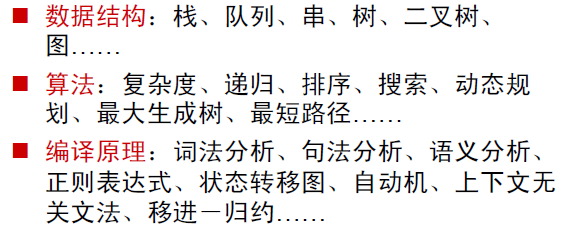 数据结构：栈、队列、串、树、二叉树、
图……
算法：复杂度、递归、排序、搜索、动态规
划、最大生成树、最短路径……
编译原理：词法分析、句法分析、语义分析、
正则表达式、状态转移图、自动机、上下文无
关文法、移进－归约……